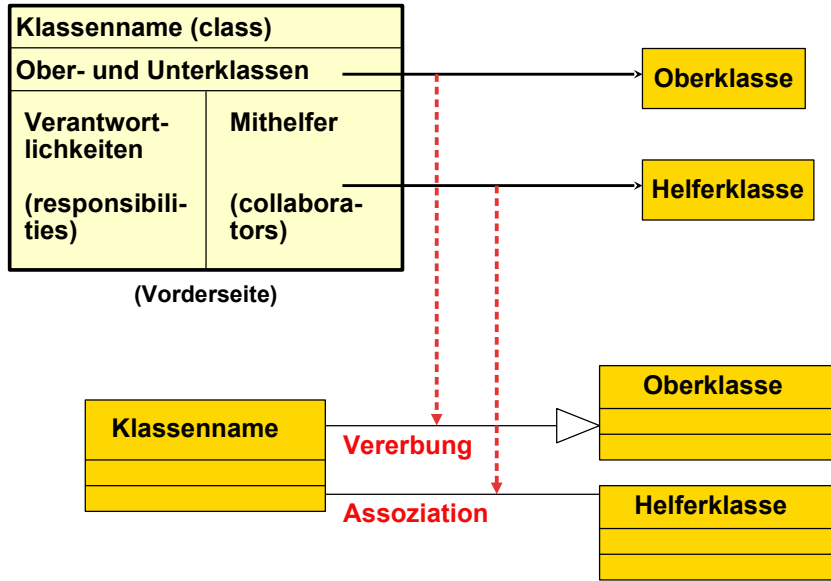 Klassenname (class)
Ober- und Unterklassen
Oberklasse
Verantwort-
lichkeiten
(responsibili-
ties)
Mithelfer
(collabora-
tors)
Helferklasse
(Vorderseite)
Klassenname
Vererbung
Assoziation
Oberklasse
Helferklasse